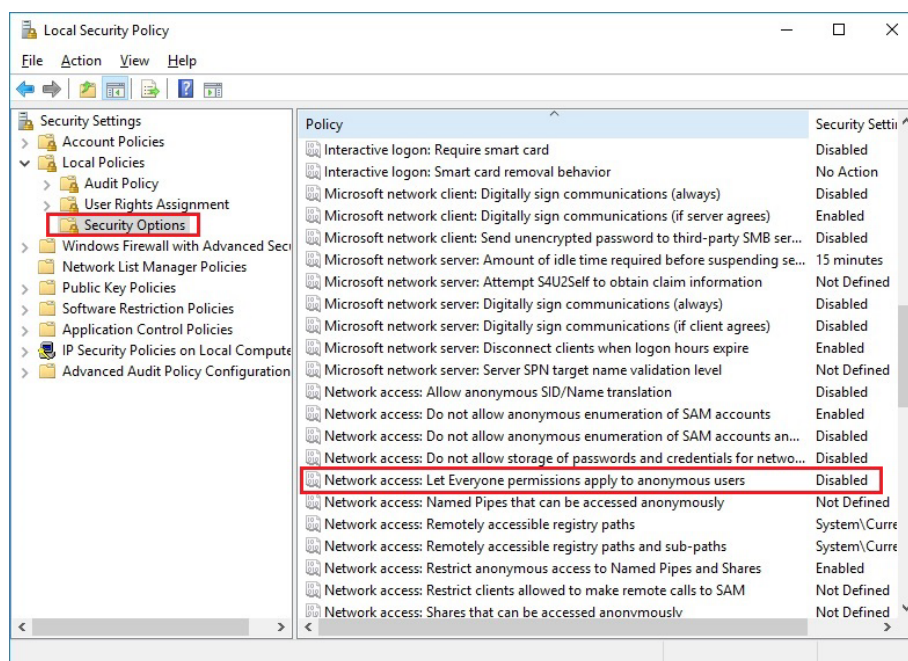 Local Security Policy
File Action View Help
Security Settings
Account Policies
Local Policies
Audit Policy
User Rights Assignment
Security Options
Windows Firewall with Advanced Secu
Network List Manager Policies
Public Key Policies
Software Restriction Policies
Application Control Policies
IP Security Policies on Local Compute
Advanced Audit Policy Configuration
Policy Security Settin
Interactive logon: Require smart card Disabled
Interactive logon: Smart card removal behavior No Action
Microsoft network client: Digitally sign communications (always) Disabled
Microsoft network client: Digitally sign communications (if server agrees) Enabled
Microsoft network client: Send unencrypted password to third-party SMB ser... Disabled
Microsoft network server: Amount of idle time required before suspending se... 15 minutes
Microsoft network server: Attempt S4U2Self to obtain claim information Not Defined
Microsoft network server: Digitally sign communications (always) Disabled
Microsoft network server: Digitally sign communications (if client agrees) Disabled
Microsoft network server: Disconnect clients when logon hours expire Enabled
Microsoft network server: Server SPN target name validation level Not Defined
Network access: Allow anonymous SID/Name translation Disabled
Network access: Do not allow anonymous enumeration of SAM accounts Enabled
Network access: Do not allow anonymous enumeration of SAM accounts an... Disabled
Network access: Do not allow storage of passwords and credentials for netwo... Disabled
Network access: Let Everyone permissions apply to anonymous users Disabled
Network access: Named Pipes that can be accessed anonymously Not Defined
Network access: Remotely accessible registry paths System\Curre
Network access: Remotely accessible registry paths and sub-paths System\Curre
Network access: Restrict anonymous access to Named Pipes and Shares Enabled
Network access: Restrict clients allowed to make remote calls to SAM Not Defined
Network access: Shares that can be accessed anonymously Not Defined